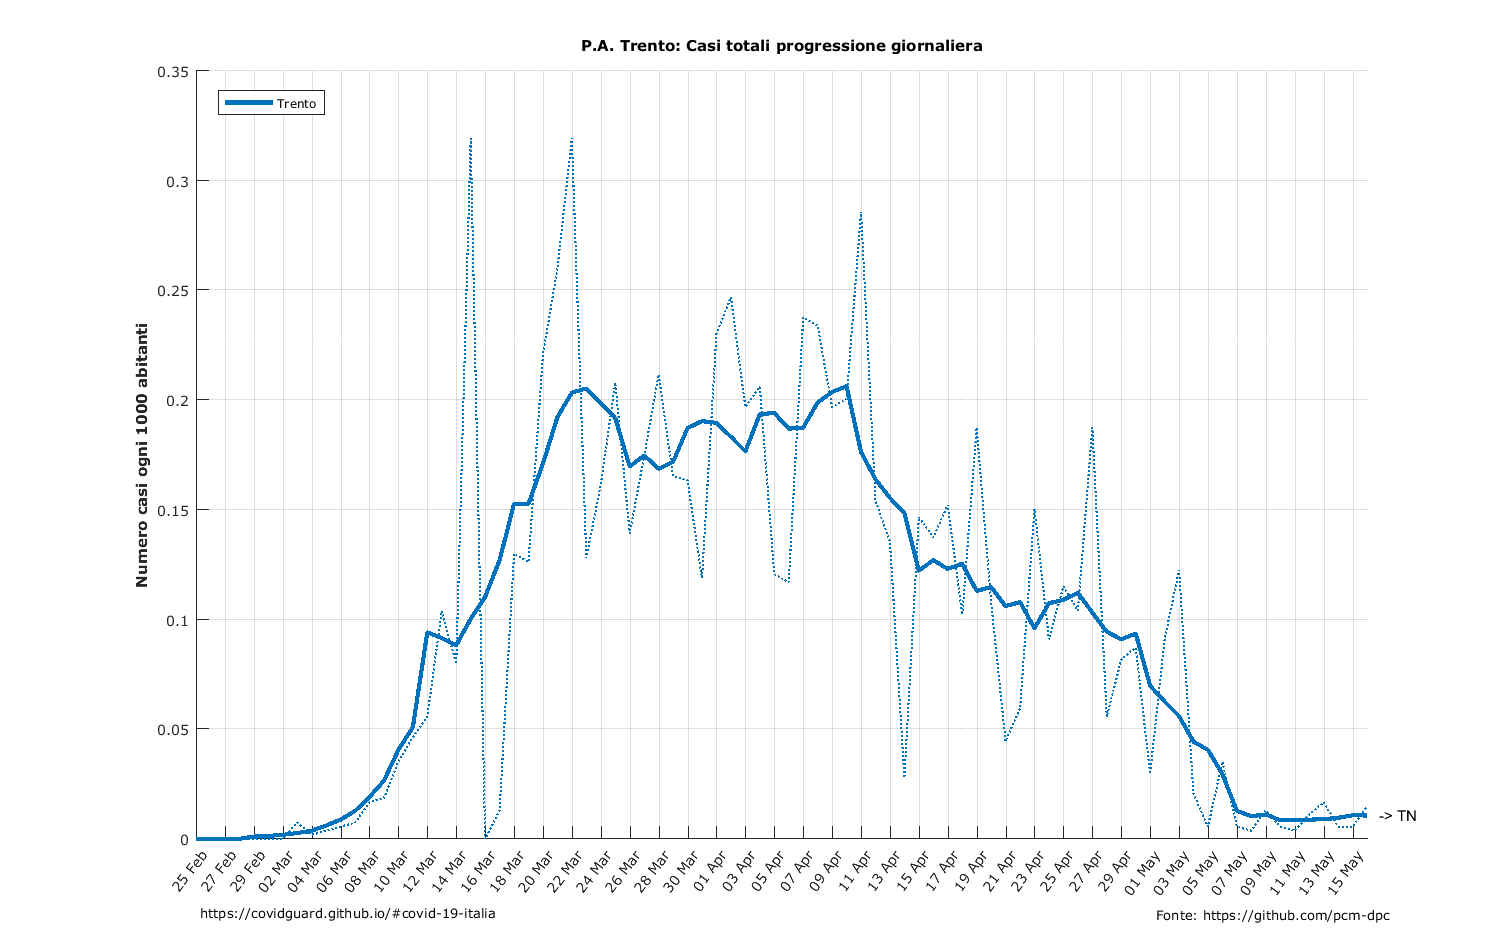 P.A. Trento: Casi totali progressione giornaliera
Trento
Numero casi ogni 1000 abitanti
0.35
0.3
0.25
0.2
0.15
0.1
0.05
0
25 Feb
27 Feb
29 Feb
02 Mar
04 Mar
06 Mar
08 Mar
10 Mar
12 Mar
14 Mar
16 Mar
18 Mar
20 Mar
22 Mar
24 Mar
26 Mar
28 Mar
30 Mar
01 Apr
03 Apr
05 Apr
07 Apr
09 Apr
11 Apr
13 Apr
15 Apr
17 Apr
19 Apr
21 Apr
23 Apr
25 Apr
27 Apr
29 Apr
01 May
03 May
05 May
07 May
09 May
11 May
13 May
15 May
-> TN
https://covidguard.github.io/#covid-19-italia
Fonte: https://github.com/pcm-dpc